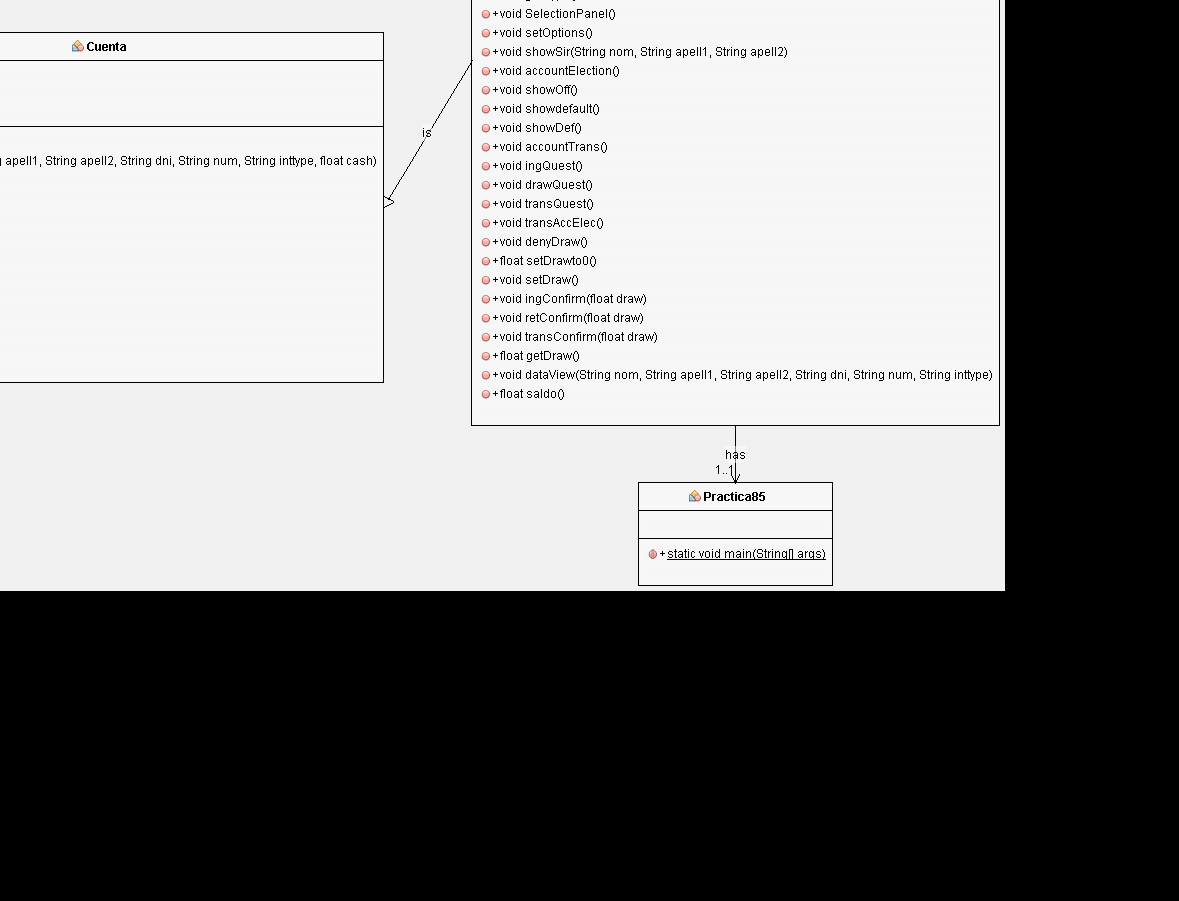 Cuenta
apell1, String apell2, String dni, String num, String inttype, float cash)
is
+void SelectionPanel()
+void setOptions()
+void showSir(String nom, String apell1, String apell2)
+void accountElection()
+void showOff()
+void showdefault()
+void showDef()
+void accountTrans()
+void ingQuest()
+void drawQuest()
+void transQuest()
+void transAccElec()
+void denyDraw()
+float setDrawto0()
+void setDraw()
+void ingConfirm(float draw)
+void retConfirm(float draw)
+void transConfirm(float draw)
+float getDraw()
+void dataView(String nom, String apell1, String apell2, String dni, String num, String inttype)
+float saldo()
has
1..1
Practica85
+static void main(String[] args)